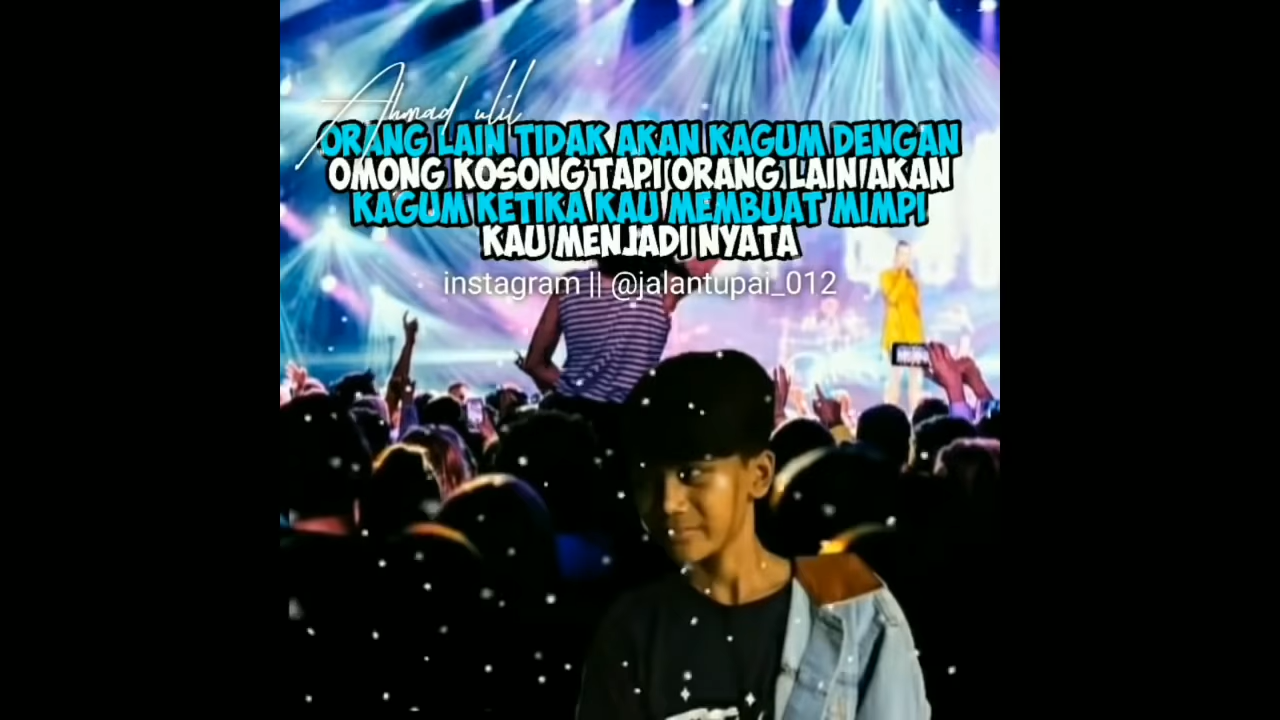 Ahmad ulil
ORANG LAIN TIDAK AKAN KAGUM DENGAN
OMONG KOSONG TAPI ORANG LAIN AKAN
KAGUM KETIKA KAU MEMBUAT MIMPI
KAU MENJADI NYATA
instagram || @jalantupai_012